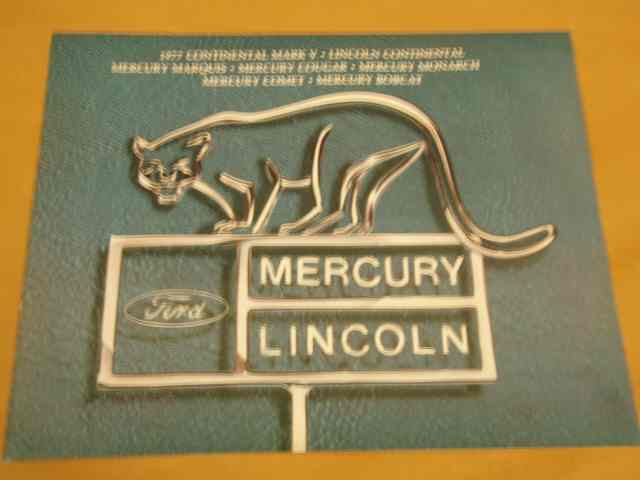 1977 CONTINENTAL MARK V : LINCOLN CONTINENTAL
MERCURY MARQUIS : MERCURY COUGAR : MERCURY MONARCH
MERCURY COMET : MERCURY BOBCAT
MERCURY
Ford
LINCOLN